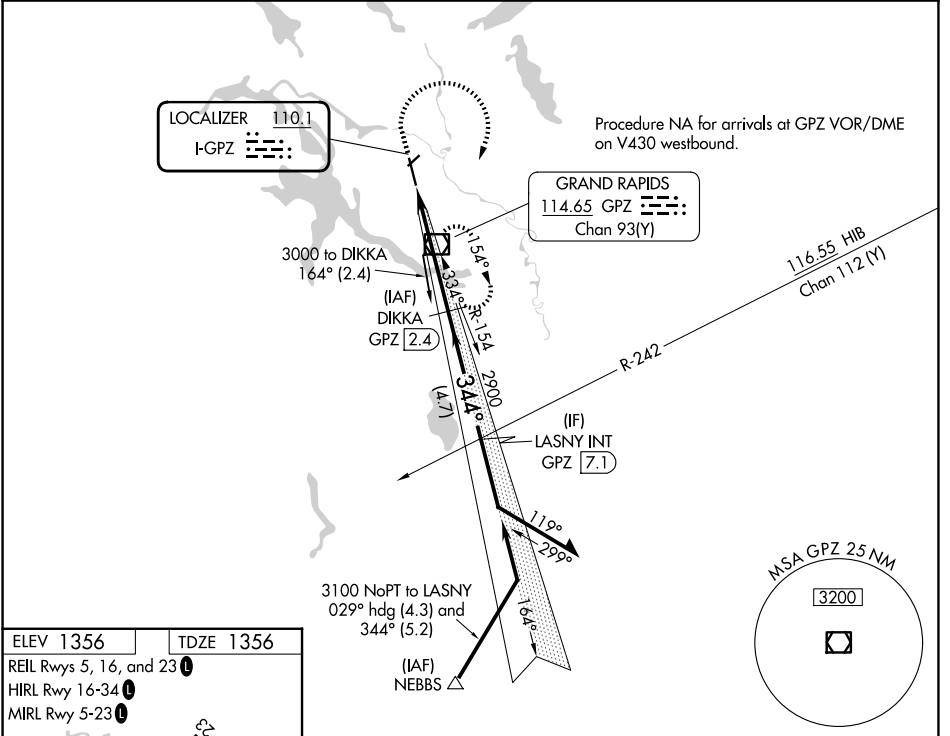 LOCALIZER 110.1
I-GPZ
Procedure NA for arrivals at GPZ VOR/DME
on V430 westbound.
GRAND RAPIDS
114.65 GPZ
Chan 93(Y)
116.55 HIB
Chan 112 (Y)
R-242
3000 to DIKKA
164° (2.4)
154°
334°
R-154
(IAF)
DIKKA
GPZ 2.4
2900
344°
(4.7)
(IF)
LASNY INT
GPZ 7.1
119°
299°
164°
3100 NoPT to LASNY
029° hdg (4.3) and
344° (5.2)
(IAF)
NEBBS
MSA GPZ 25 NM
3200
ELEV 1356 TDZE 1356
REIL Rwys 5, 16, and 23 L
HIRL Rwy 16-34 L
MIRL Rwy 5-23 L
23